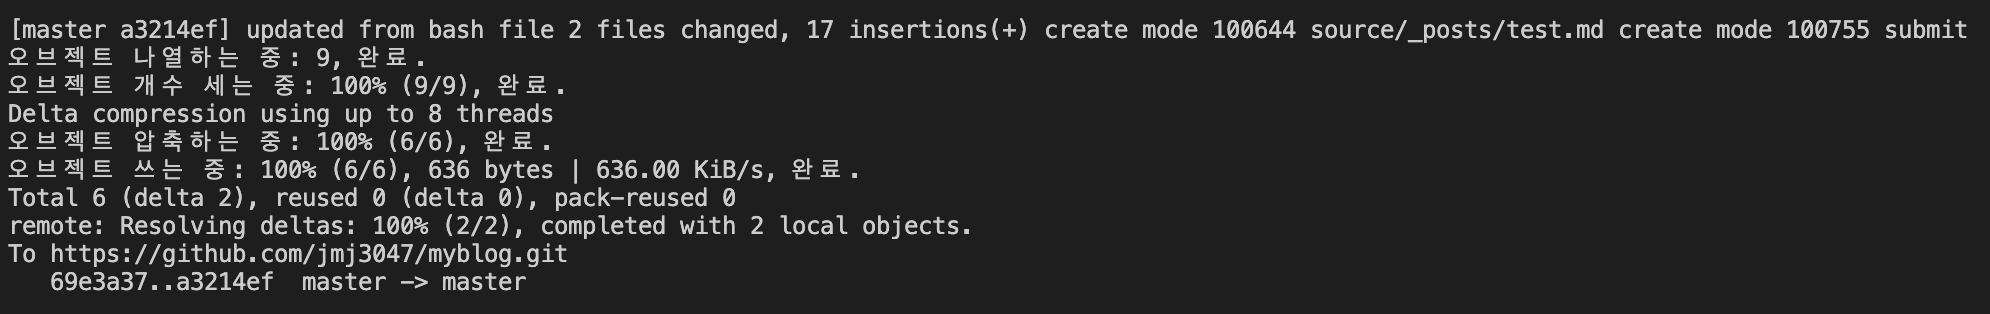 [master a3214ef] updated from bash file 2 files changed, 17 insertions(+) create mode 100644 source/_posts/test.md create mode 100755 submit
오브젝트 나열하는 중: 9, 완료.
오브젝트 개수 세는 중: 100% (9/9), 완료.
Delta compression using up to 8 threads
오브젝트 압축하는 중: 100% (6/6), 완료.
오브젝트 쓰는 중: 100% (6/6), 636 bytes | 636.00 KiB/s, 완료.
Total 6 (delta 2), reused 0 (delta 0), pack-reused 0
remote: Resolving deltas: 100% (2/2), completed with 2 local objects.
To https://github.com/jmj3047/myblog.git
   69e3a37..a3214ef  master -> master